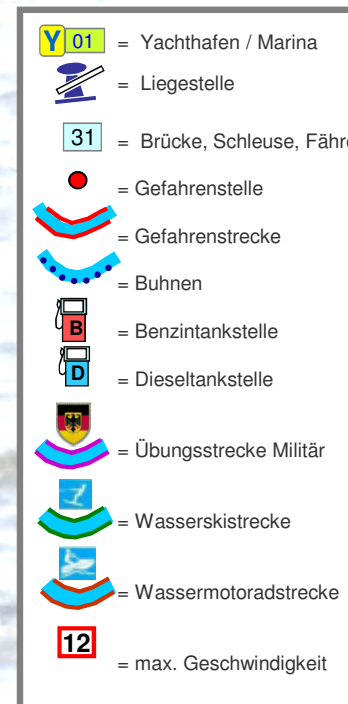 Y 01 = Yachthafen / Marina
= Liegestelle
31 = Brücke, Schleuse, Fähre
= Gefahrenstelle
= Gefahrenstrecke
= Buhnen
B = Benzintankstelle
D = Dieseltankstelle
= Übungsstrecke Militär
= Wasserskistrecke
= Wassermotoradstrecke
12 = max. Geschwindigkeit